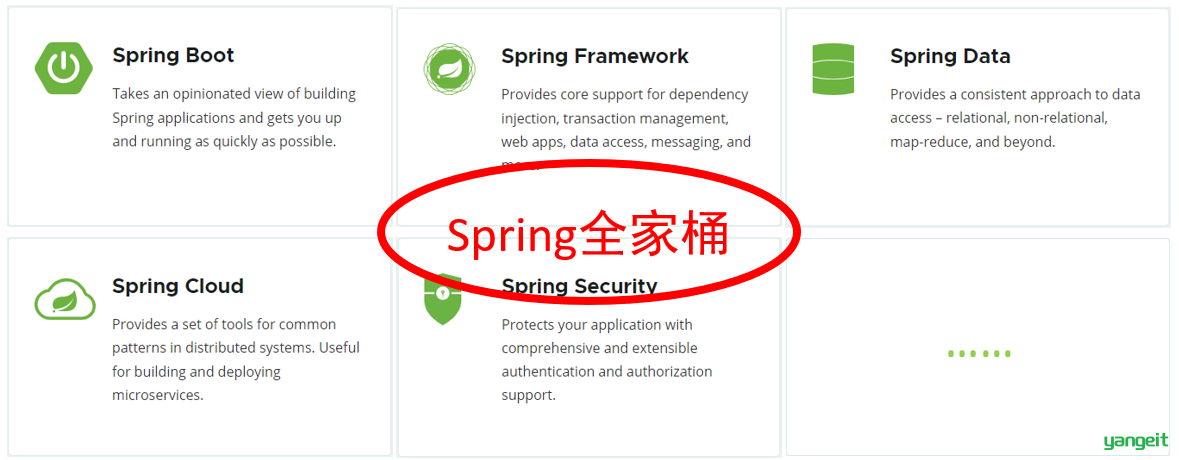 Spring Boot
Takes an opinionated view of building
Spring applications and gets you up
and running as quickly as possible.
Spring Framework
Provides core support for dependency
injection, transaction management,
web apps, data access, messaging, and
more.
Spring Data
Provides a consistent approach to data
access – relational, non-relational,
map-reduce, and beyond.
Spring全家桶
Spring Cloud
Provides a set of tools for common
patterns in distributed systems. Useful
for building and deploying
microservices.
Spring Security
Protects your application with
comprehensive and extensible
authentication and authorization
support.
......
yangeit